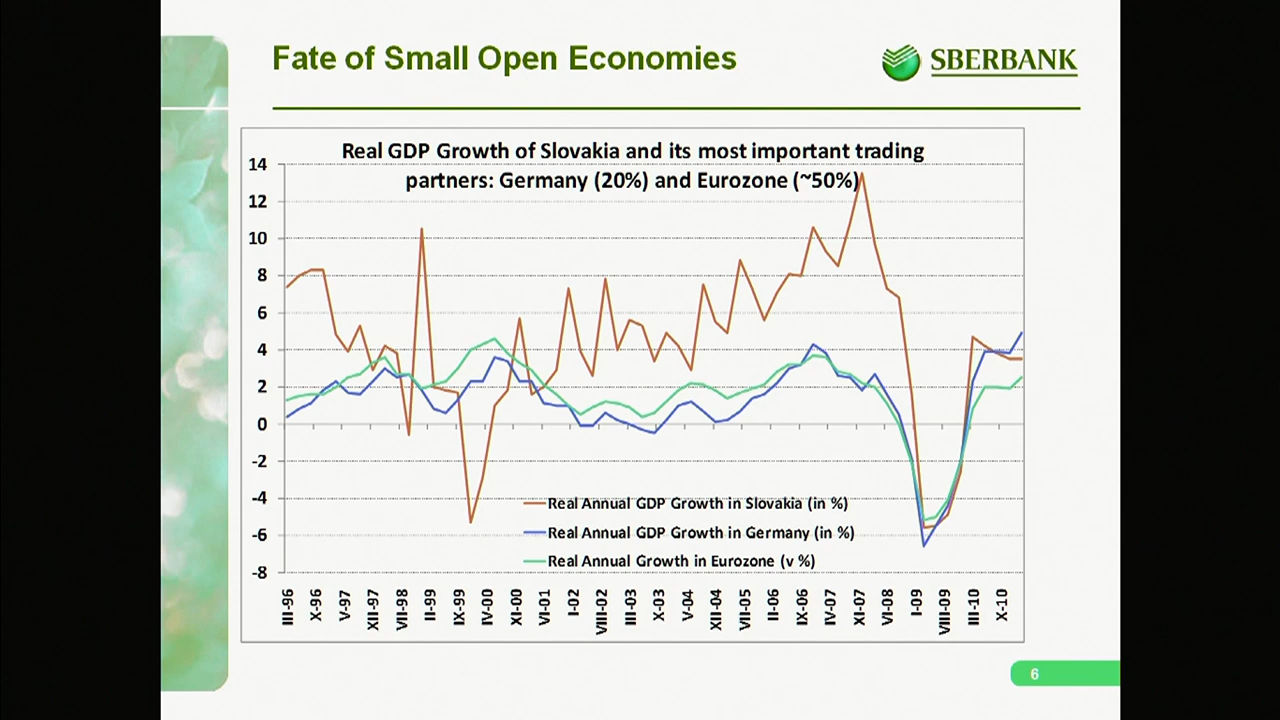 Fate of Small Open Economies
SBERBANK
Real GDP Growth of Slovakia and its most important trading
partners: Germany (20%) and Eurozone (~50%)
14
12
10
8
6
4
2
0
-2
-4
-6
-8
Real Annual GDP Growth in Slovakia (in %)
Real Annual GDP Growth in Germany (in %)
Real Annual Growth in Eurozone (v %)
III-96
X-96
V-97
XII-97
VII-98
II-99
IX-99
IV-00
XI-00
VI-01
I-02
VIII-02
III-03
X-03
V-04
XII-04
VII-05
II-06
IX-06
IV-07
XI-07
VI-08
I-09
VIII-09
III-10
X-10
6